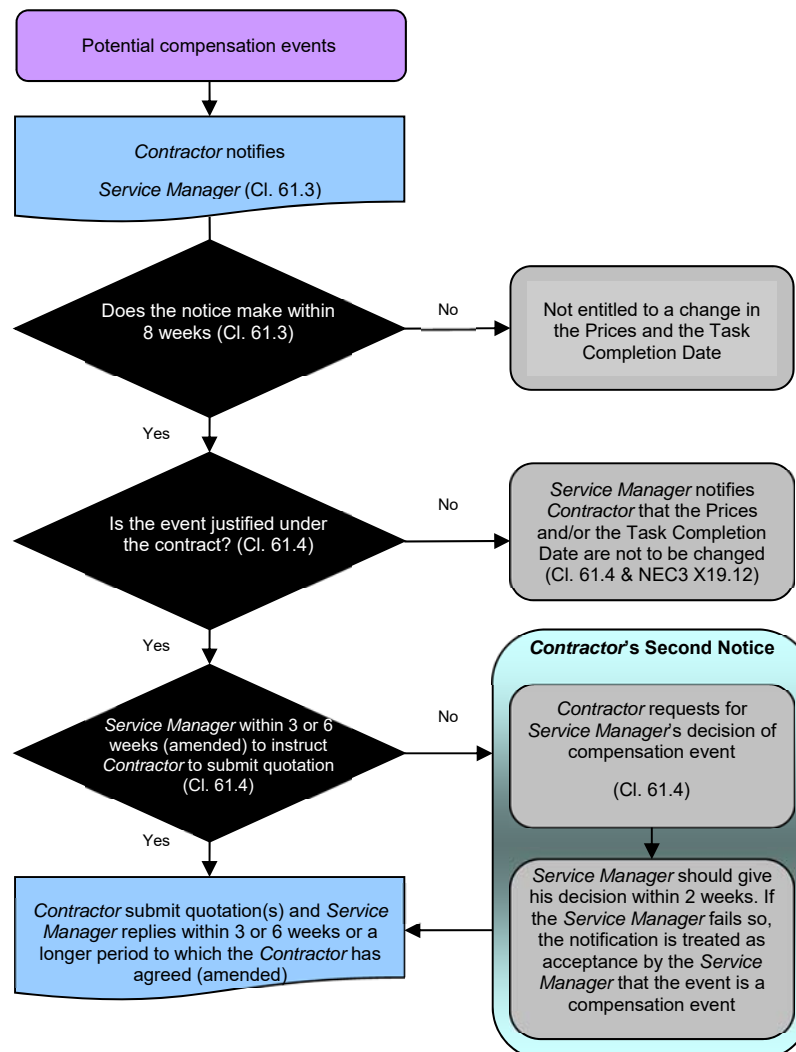 Potential compensation events
Contractor notifies
Service Manager (Cl. 61.3)
Does the notice make within
8 weeks (Cl. 61.3)
No
Not entitled to a change in
the Prices and the Task
Completion Date
Yes
Is the event justified under
the contract? (Cl. 61.4)
No
Service Manager notifies
Contractor that the Prices
and/or the Task Completion
Date are not to be changed
(Cl. 61.4 & NEC3 X19.12)
Yes
Service Manager within 3 or 6
weeks (amended) to instruct
Contractor to submit quotation
(Cl. 61.4)
No
Contractor's Second Notice
Contractor requests for
Service Manager's decision of
compensation event
(Cl. 61.4)
Yes
Contractor submit quotation(s) and Service
Manager replies within 3 or 6 weeks or a
longer period to which the Contractor has
agreed (amended)
Service Manager should give
his decision within 2 weeks. If
the Service Manager fails so,
the notification is treated as
acceptance by the Service
Manager that the event is a
compensation event